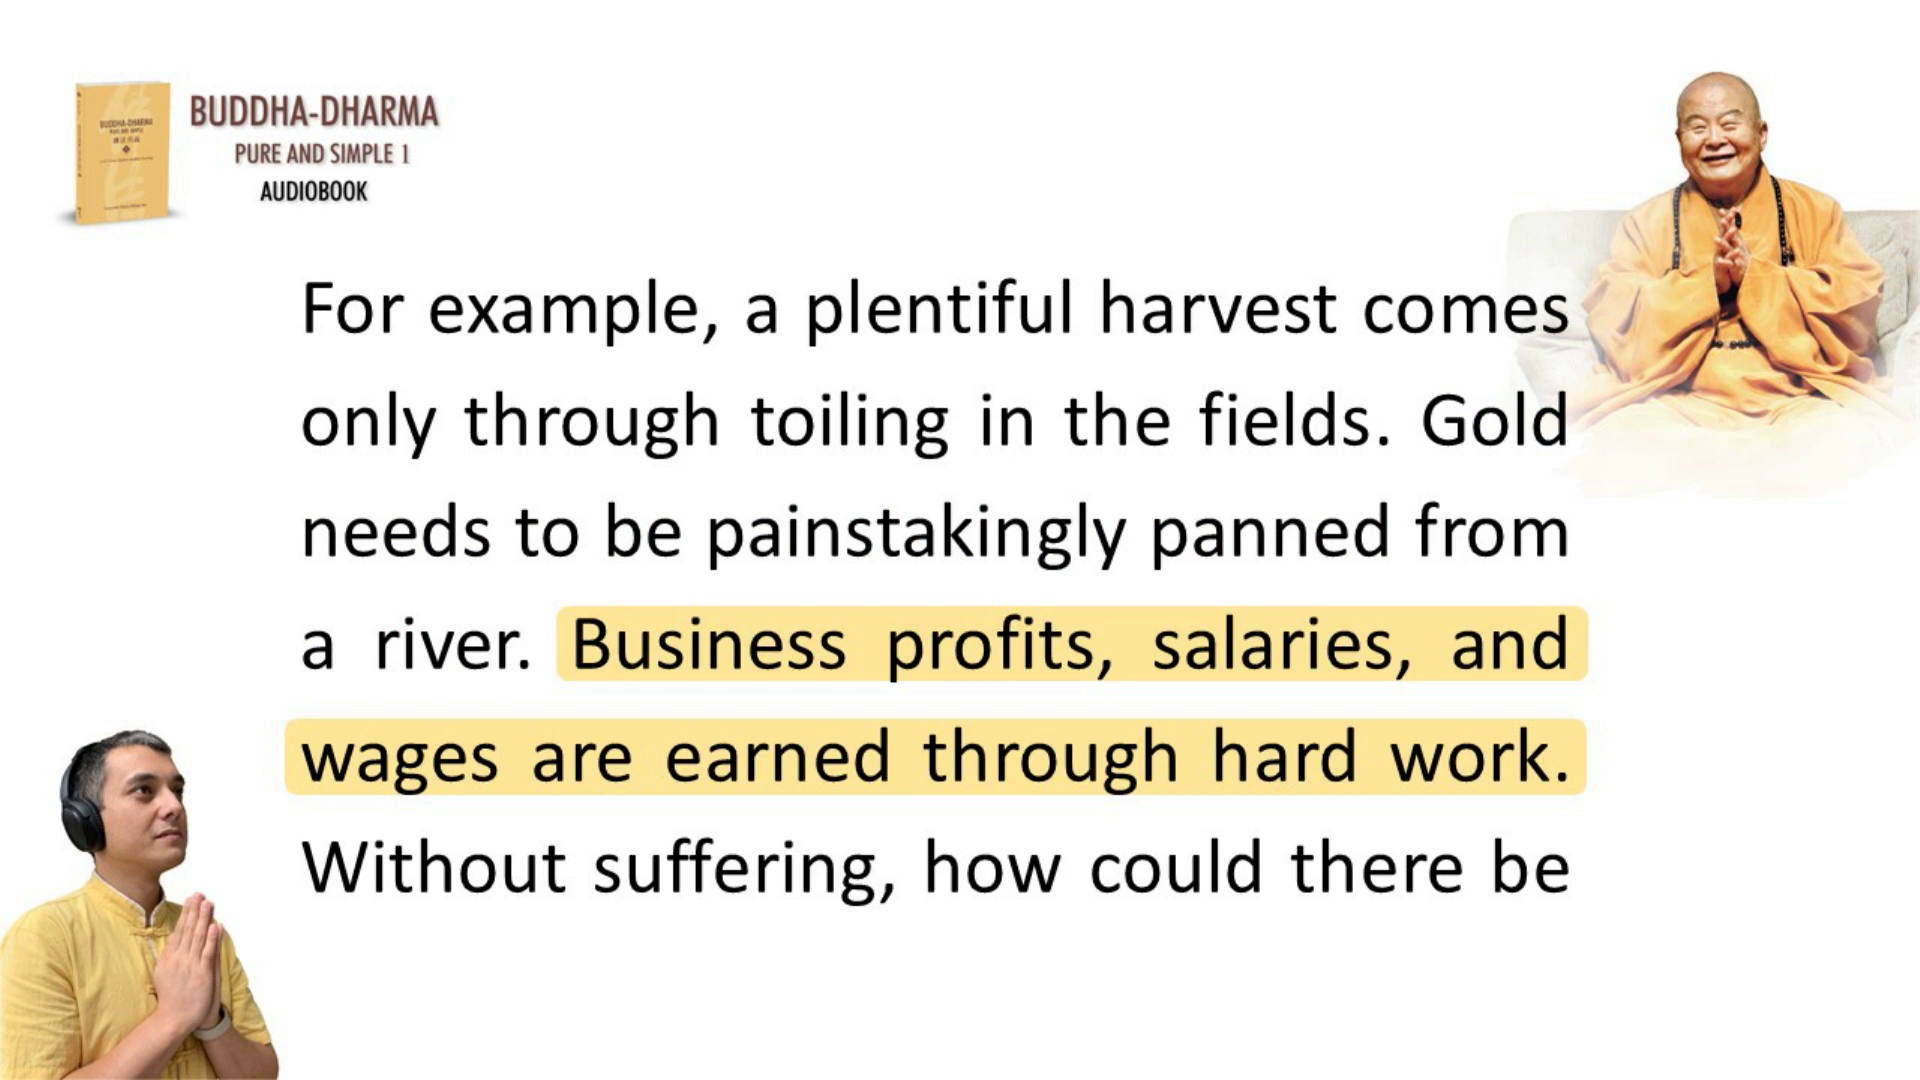 BUDDHA-DHARMA
PURE AND SIMPLE 1
AUDIOBOOK
BUDDHA-DHARMA
For example, a plentiful harvest comes
only through toiling in the fields. Gold
needs to be painstakingly panned from
a river. Business profits, salaries, and
wages are earned through hard work.
Without suffering, how could there be